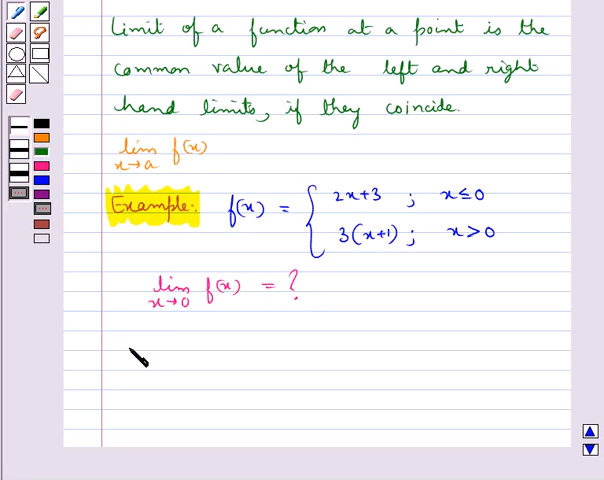 Limit of a function at a point is the
common value of the left and right
hand limits, if they coincide.
lim f(x)
x→a
Example:- f(x) = { 2x+3 ; x≤0
3(x+1) ; x>0
lim f(x) = ?
x→0